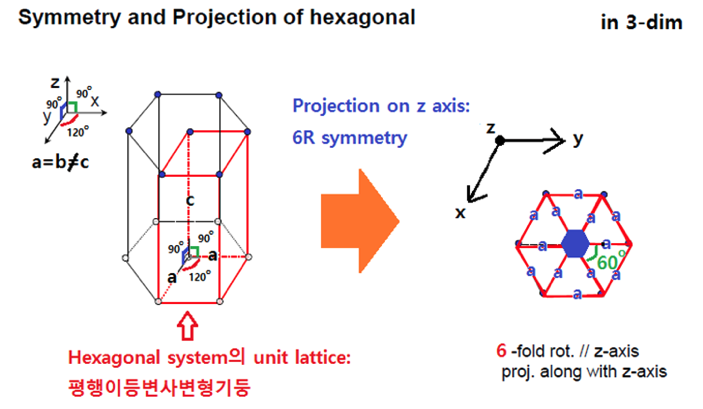 Symmetry and Projection of hexagonal
in 3-dim
z
90°
90°
x
y
120°
a=b≠c
Projection on z axis:
6R symmetry
z
y
x
c
90°
90°
a
a
120°
a
a
a
a
a
a
a
a
60°
a
a
a
a
Hexagonal system의 unit lattice:
평행이등변사변형기둥
6 -fold rot. // z-axis
proj. along with z-axis